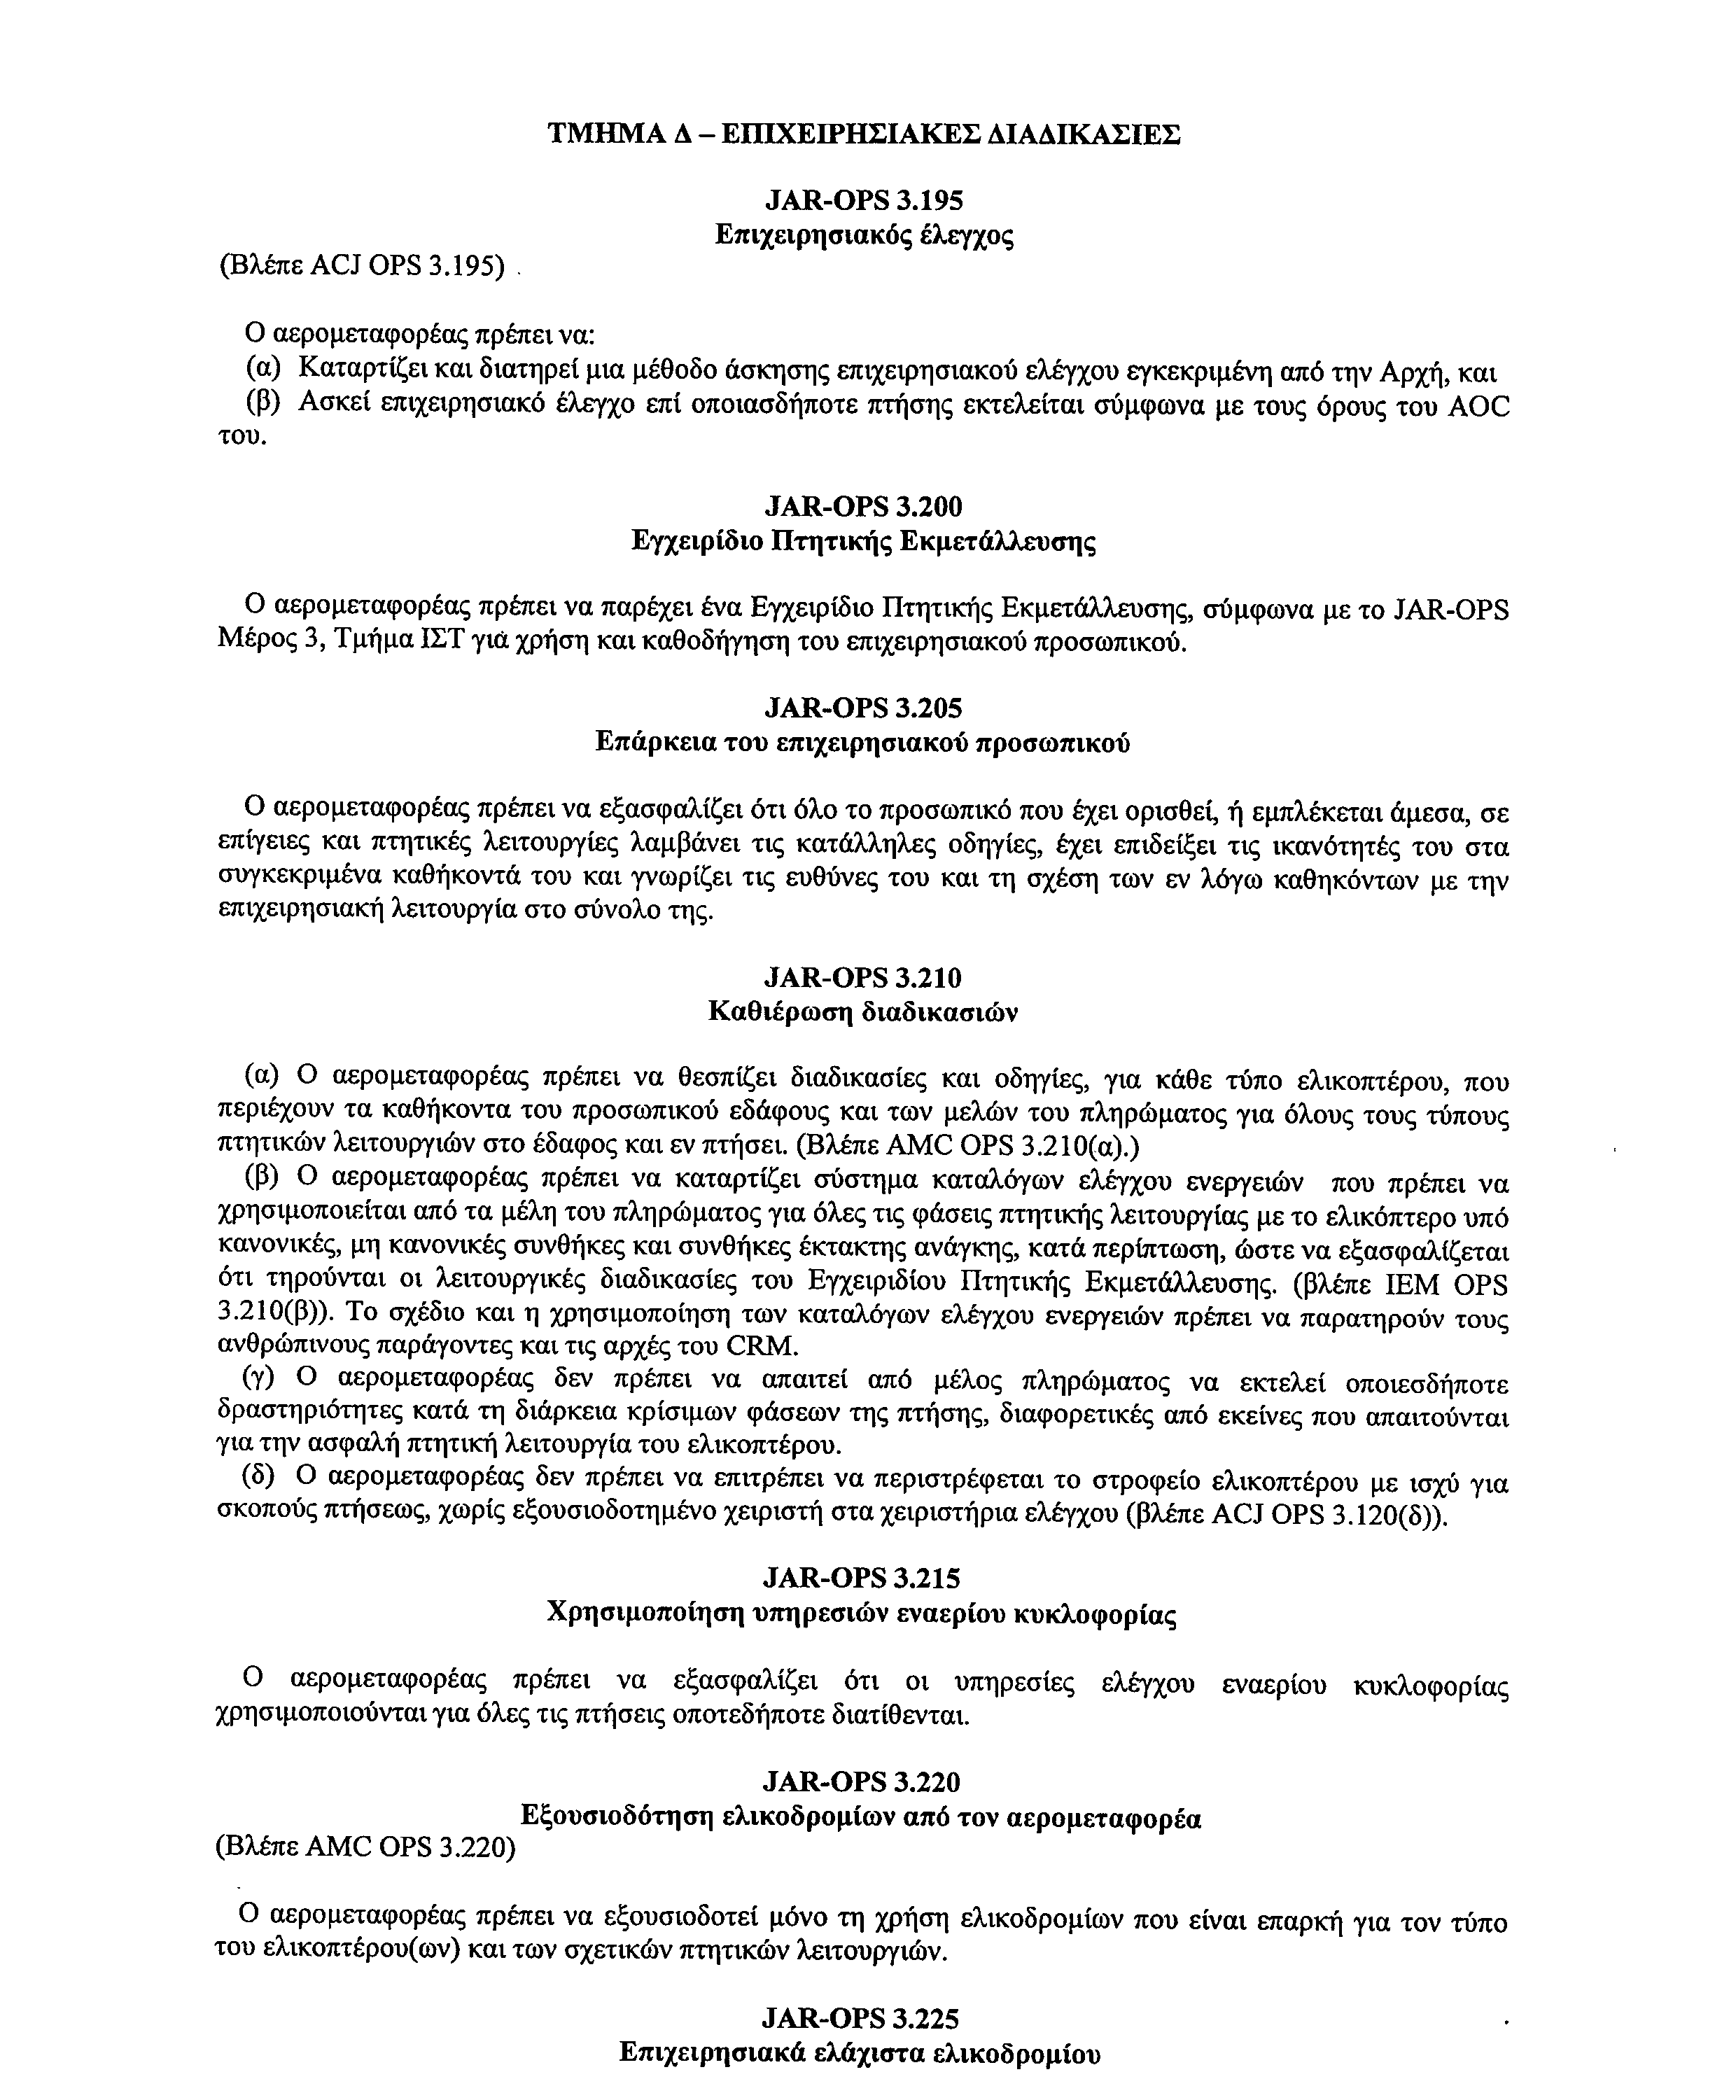 ΤΜΗΜΑ Δ – ΕΠΙΧΕΙΡΗΣΙΑΚΕΣ ΔΙΑΔΙΚΑΣΙΕΣ
JAR-OPS 3.195
Επιχειρησιακός έλεγχος
(Βλέπε ACJ OPS 3.195)
Ο αερομεταφορέας πρέπει να:
(α) Καταρτίζει και διατηρεί μια μέθοδο άσκησης επιχειρησιακού ελέγχου εγκεκριμένη από την Αρχή, και
(β) Ασκεί επιχειρησιακό έλεγχο επί οποιασδήποτε πτήσης εκτελείται σύμφωνα με τους όρους του AOC
του.
JAR-OPS 3.200
Εγχειρίδιο Πτητικής Εκμετάλλευσης
Ο αερομεταφορέας πρέπει να παρέχει ένα Εγχειρίδιο Πτητικής Εκμετάλλευσης, σύμφωνα με το JAR-OPS
Μέρος 3, Τμήμα ΙΣΤ για χρήση και καθοδήγηση του επιχειρησιακού προσωπικού.
JAR-OPS 3.205
Επάρκεια του επιχειρησιακού προσωπικού
Ο αερομεταφορέας πρέπει να εξασφαλίζει ότι όλο το προσωπικό που έχει ορισθεί, ή εμπλέκεται άμεσα, σε
επίγειες και πτητικές λειτουργίες λαμβάνει τις κατάλληλες οδηγίες, έχει επιδείξει τις ικανότητές του στα
συγκεκριμένα καθήκοντά του και γνωρίζει τις ευθύνες του και τη σχέση των εν λόγω καθηκόντων με την
επιχειρησιακή λειτουργία στο σύνολο της.
JAR-OPS 3.210
Καθιέρωση διαδικασιών
(α) Ο αερομεταφορέας πρέπει να θεσπίζει διαδικασίες και οδηγίες, για κάθε τύπο ελικοπτέρου, που
περιέχουν τα καθήκοντα του προσωπικού εδάφους και των μελών του πληρώματος για όλους τους τύπους
πτητικών λειτουργιών στο έδαφος και εν πτήσει. (Βλέπε AMC OPS 3.210(α).)
(β) Ο αερομεταφορέας πρέπει να καταρτίζει σύστημα καταλόγων ελέγχου ενεργειών που πρέπει να
χρησιμοποιείται από τα μέλη του πληρώματος για όλες τις φάσεις πτητικής λειτουργίας με το ελικόπτερο υπό
κανονικές, μη κανονικές συνθήκες και συνθήκες έκτακτης ανάγκης, κατά περίπτωση, ώστε να εξασφαλίζεται
ότι τηρούνται οι λειτουργικές διαδικασίες του Εγχειριδίου Πτητικής Εκμετάλλευσης. (βλέπε IEM OPS
3.210(β)). Το σχέδιο και η χρησιμοποίηση των καταλόγων ελέγχου ενεργειών πρέπει να παρατηρούν τους
ανθρώπινους παράγοντες και τις αρχές του CRM.
(γ) Ο αερομεταφορέας δεν πρέπει να απαιτεί από μέλος πληρώματος να εκτελεί οποιεσδήποτε
δραστηριότητες κατά τη διάρκεια κρίσιμων φάσεων της πτήσης, διαφορετικές από εκείνες που απαιτούνται
για την ασφαλή πτητική λειτουργία του ελικοπτέρου.
(δ) Ο αερομεταφορέας δεν πρέπει να επιτρέπει να περιστρέφεται το στροφείο ελικοπτέρου με ισχύ για
σκοπούς πτήσεως, χωρίς εξουσιοδοτημένο χειριστή στα χειριστήρια ελέγχου (βλέπε ACJ OPS 3.120(δ)).
JAR-OPS 3.215
Χρησιμοποίηση υπηρεσιών εναερίου κυκλοφορίας
Ο αερομεταφορέας πρέπει να εξασφαλίζει ότι οι υπηρεσίες ελέγχου εναερίου κυκλοφορίας
χρησιμοποιούνται για όλες τις πτήσεις οποτεδήποτε διατίθενται.
JAR-OPS 3.220
Εξουσιοδότηση ελικοδρομίων από τον αερομεταφορέα
(Βλέπε AMC OPS 3.220)
Ο αερομεταφορέας πρέπει να εξουσιοδοτεί μόνο τη χρήση ελικοδρομίων που είναι επαρκή για τον τύπο
του ελικοπτέρου(ων) και των σχετικών πτητικών λειτουργιών.
JAR-OPS 3.225
Επιχειρησιακά ελάχιστα ελικοδρομίου